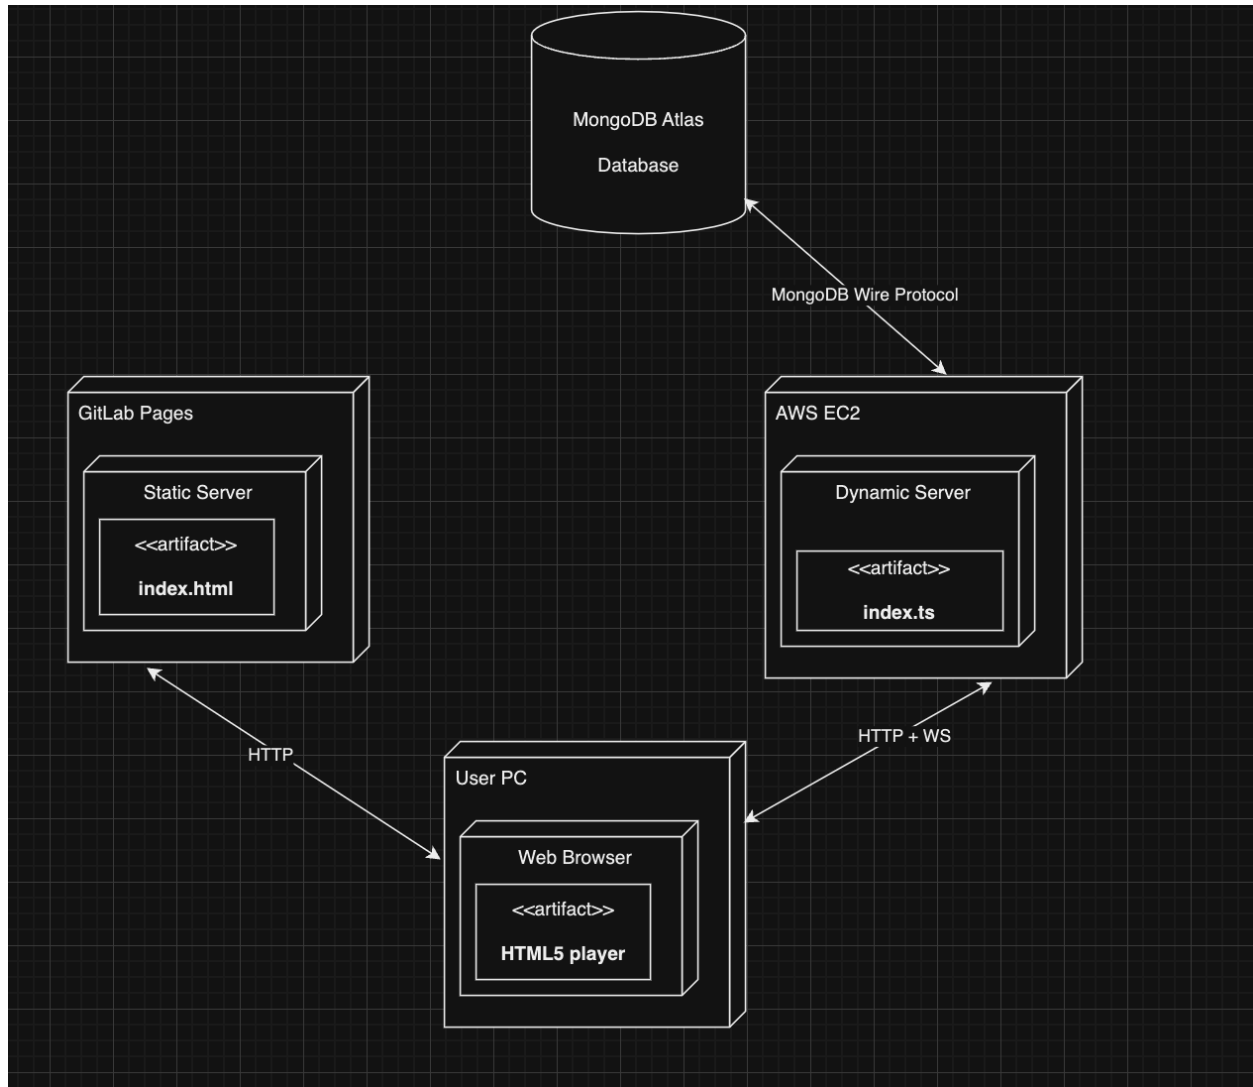 MongoDB Atlas
Database
MongoDB Wire Protocol
GitLab Pages
Static Server
<<artifact>>
index.html
AWS EC2
Dynamic Server
<<artifact>>
index.ts
HTTP
HTTP + WS
User PC
Web Browser
<<artifact>>
HTML5 player